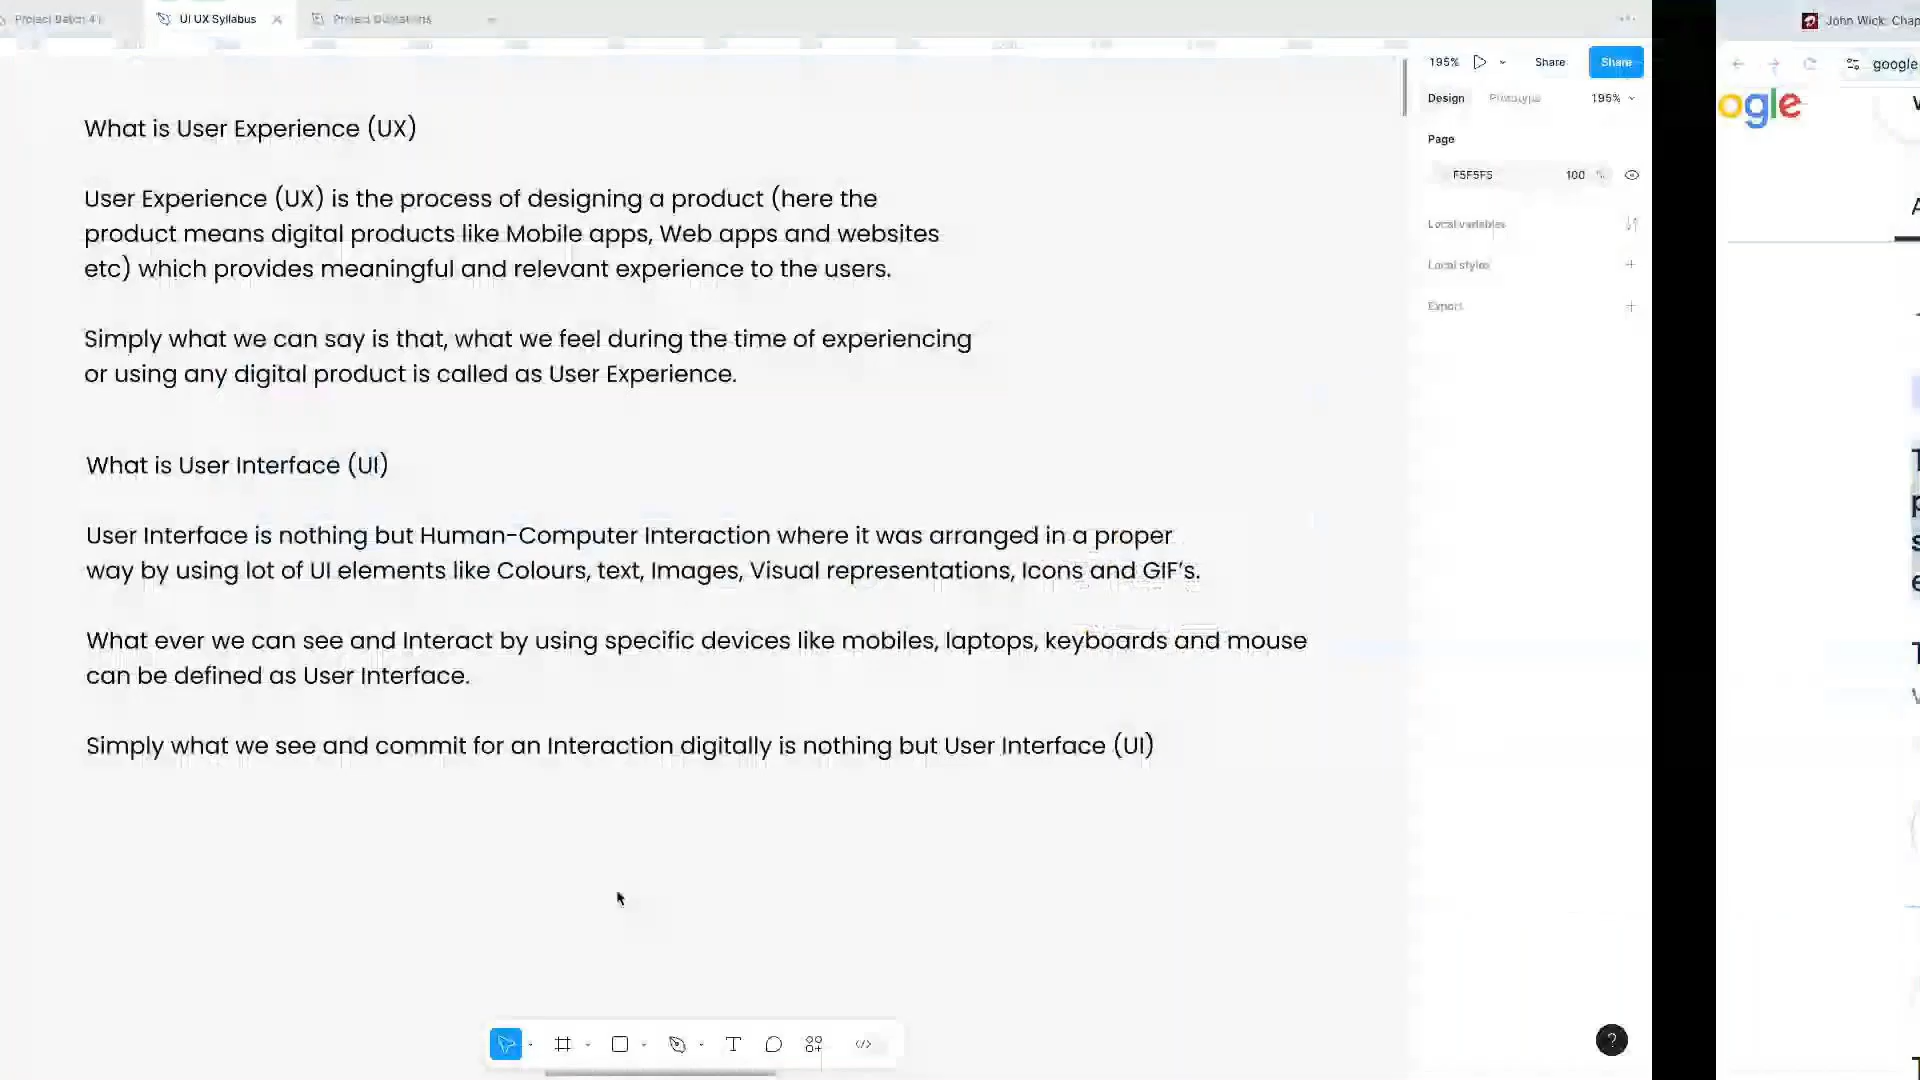 UI UX Syllabus
John Wick: Chap
195%
Share
Share
google
ogle
Design
Prototype
195%
Page
F5F5F5
100
%
Local variables
Local styles
Export
What is User Experience (UX)
User Experience (UX) is the process of designing a product (here the
product means digital products like Mobile apps, Web apps and websites
etc) which provides meaningful and relevant experience to the users.
Simply what we can say is that, what we feel during the time of experiencing
or using any digital product is called as User Experience.
What is User Interface (UI)
User Interface is nothing but Human-Computer Interaction where it was arranged in a proper
way by using lot of UI elements like Colours, text, Images, Visual representations, Icons and GIF's.
What ever we can see and Interact by using specific devices like mobiles, laptops, keyboards and mouse
can be defined as User Interface.
Simply what we see and commit for an Interaction digitally is nothing but User Interface (UI)
?